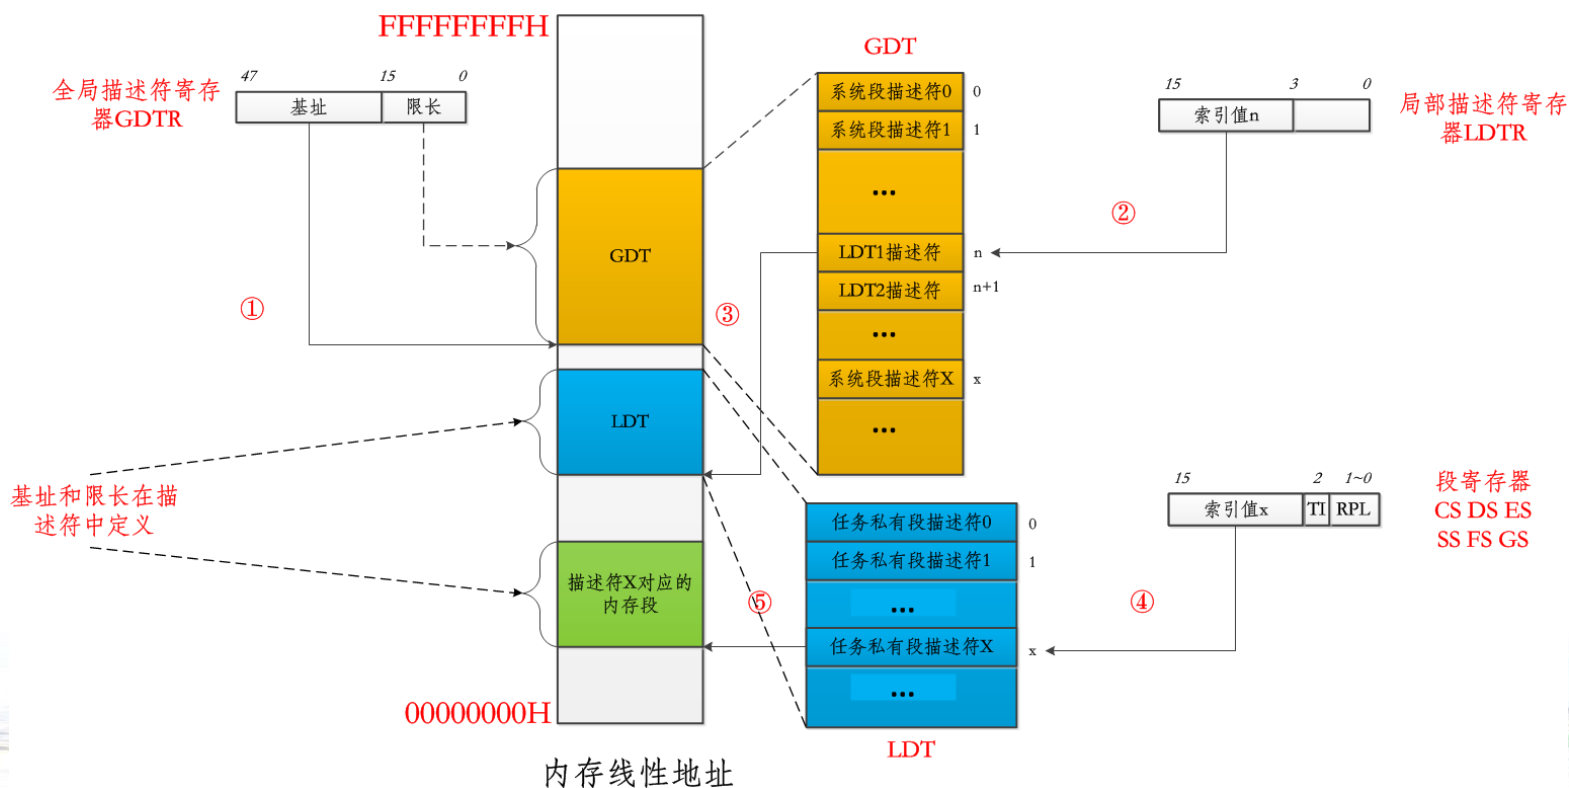 FFFFFFFFH
全局描述符寄存
器GDTR
47 15 0
基址 限长
①
GDT
LDT
描述符X对应的
内存段
基址和限长在描
述符中定义
00000000H
内存线性地址
③
⑤
GDT
系统段描述符0 0
系统段描述符1 1
...
LDT1描述符 n
LDT2描述符 n+1
...
系统段描述符X x
...
②
15 3 0
索引值n
局部描述符寄存
器LDTR
任务私有段描述符0 0
任务私有段描述符1 1
...
任务私有段描述符X x
...
LDT
④
15 2 1~0
索引值x TI RPL
段寄存器
CS DS ES
SS FS GS